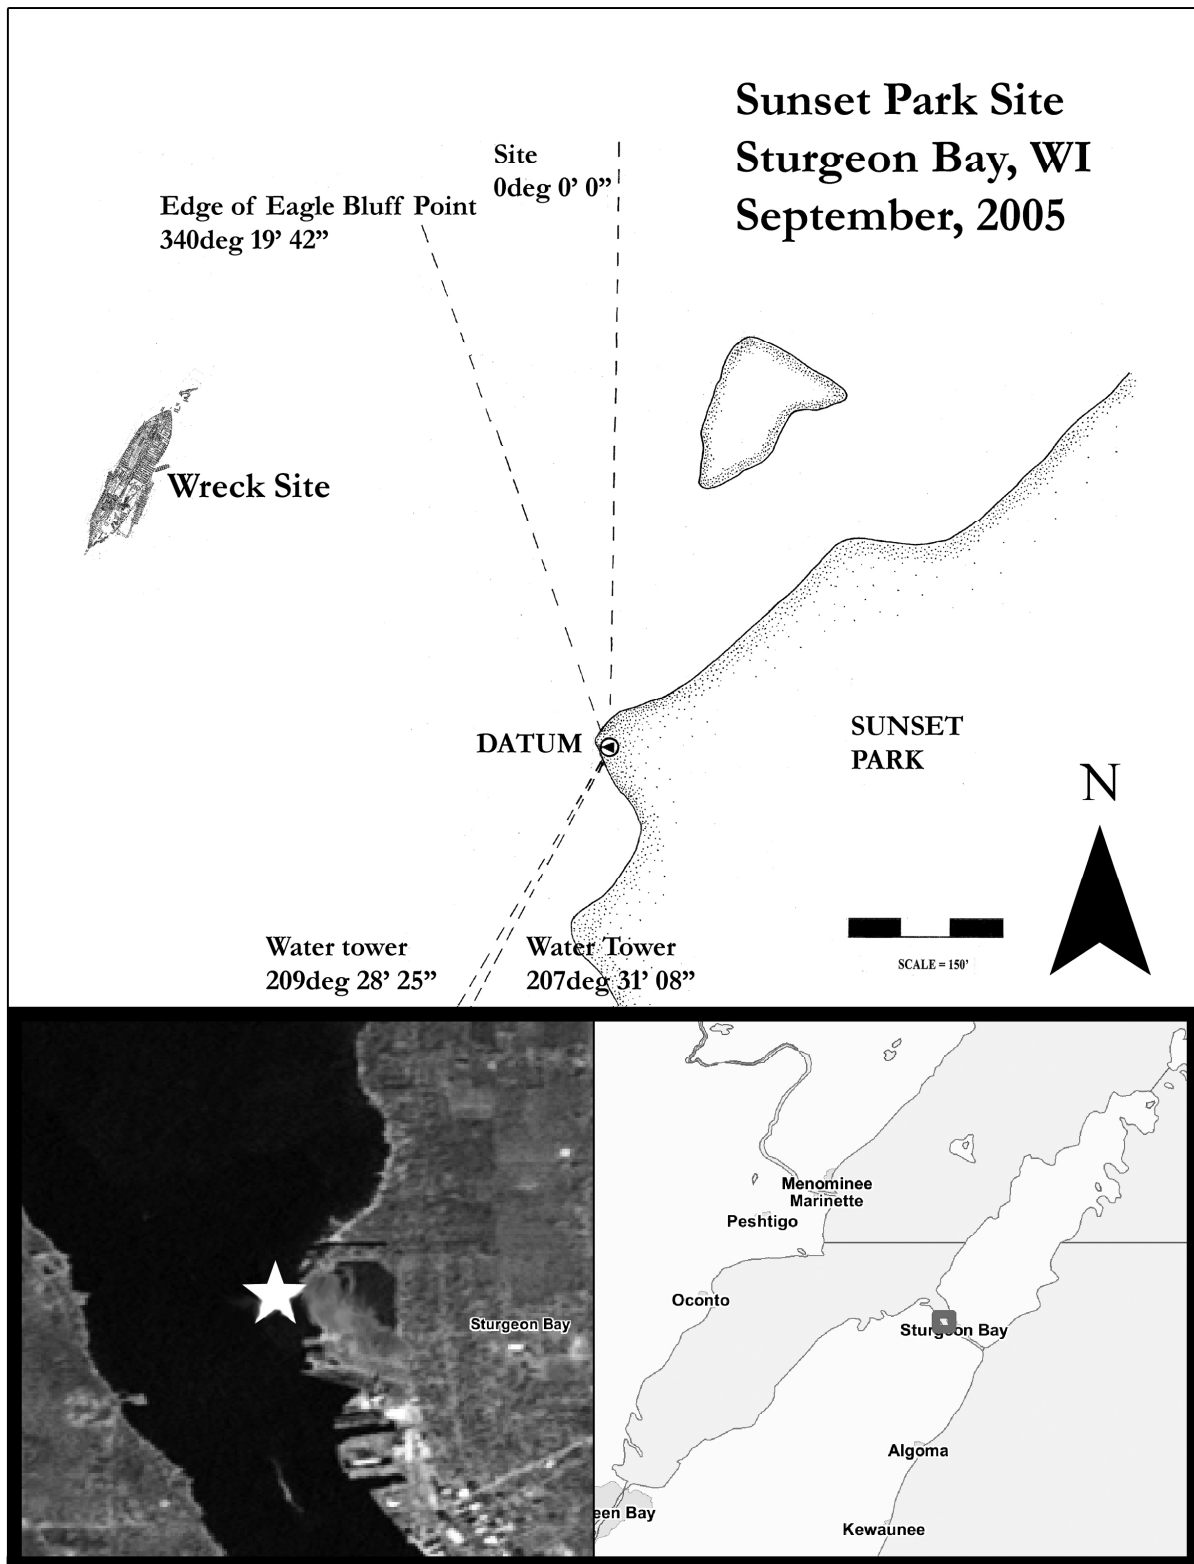 Sunset Park Site
Sturgeon Bay, WI
September, 2005
Site
0deg 0’ 0”
Edge of Eagle Bluff Point
340deg 19’ 42”
Wreck Site
DATUM
SUNSET
PARK
N
Water tower
209deg 28’ 25”
Water Tower
207deg 31’ 08”
SCALE = 150’
Sturgeon Bay
Menominee
Marinette
Peshtigo
Oconto
Sturgeon Bay
Algoma
een Bay
Kewaunee